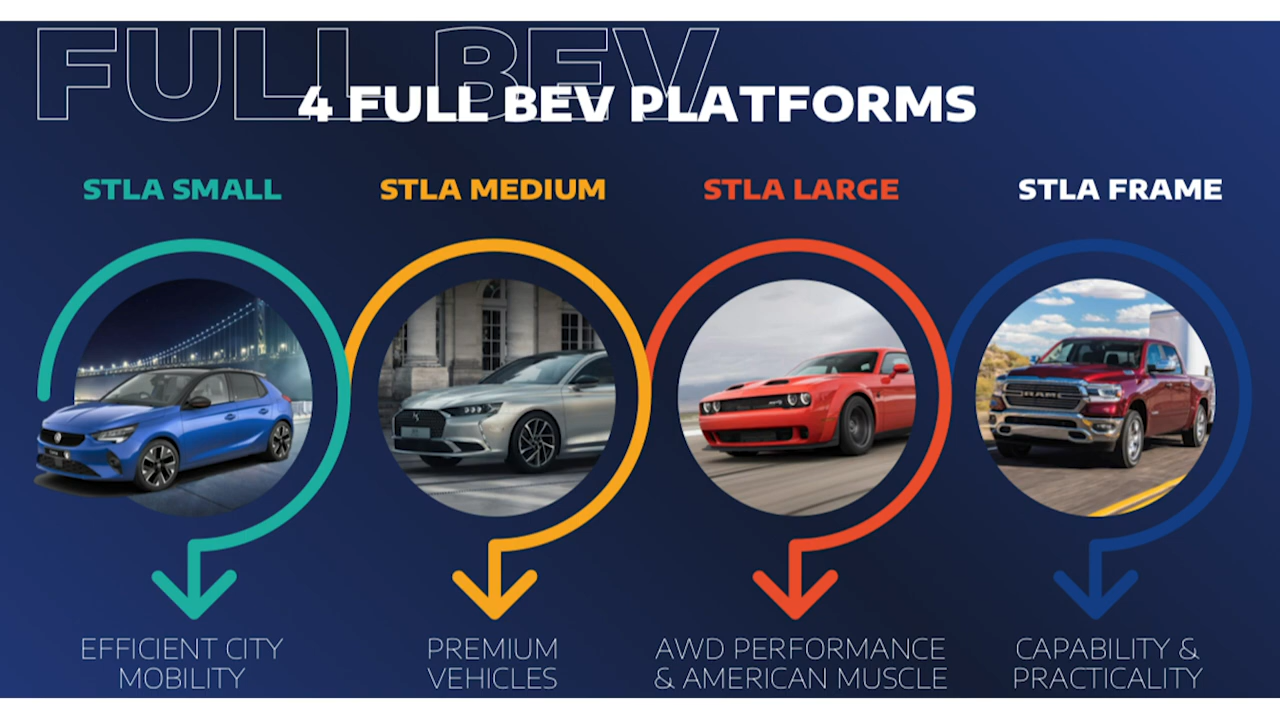 FULL BEV
4 FULL BEV PLATFORMS
STLA SMALL
STLA MEDIUM
STLA LARGE
STLA FRAME
RAM
EFFICIENT CITY
MOBILITY
PREMIUM
VEHICLES
AWD PERFORMANCE
& AMERICAN MUSCLE
CAPABILITY &
PRACTICALITY